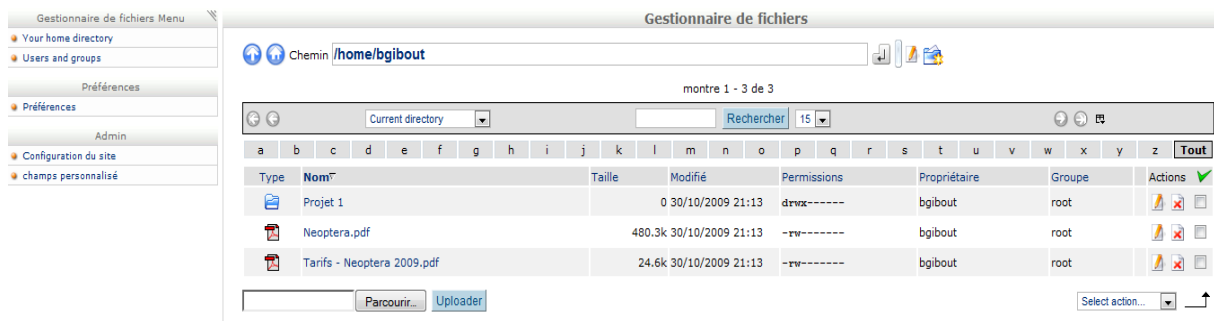 Gestionnaire de fichiers Menu
Your home directory
Users and groups
Préférences
Préférences
Admin
Configuration du site
champs personnalisé
Gestionnaire de fichiers
Chemin /home/bgibout
montre 1 - 3 de 3
Current directory Rechercher 15
a b c d e f g h i j k l m n o p q r s t u v w x y z Tout
Type Nom Taille Modifié Permissions Propriétaire Groupe Actions
Projet 1 0 30/10/2009 21:13 drwx------ bgibout root
Neoptera.pdf 480.3k 30/10/2009 21:13 -rw------- bgibout root
Tarifs - Neoptera 2009.pdf 24.6k 30/10/2009 21:13 -rw------- bgibout root
Parcourir... Uploader Select action...